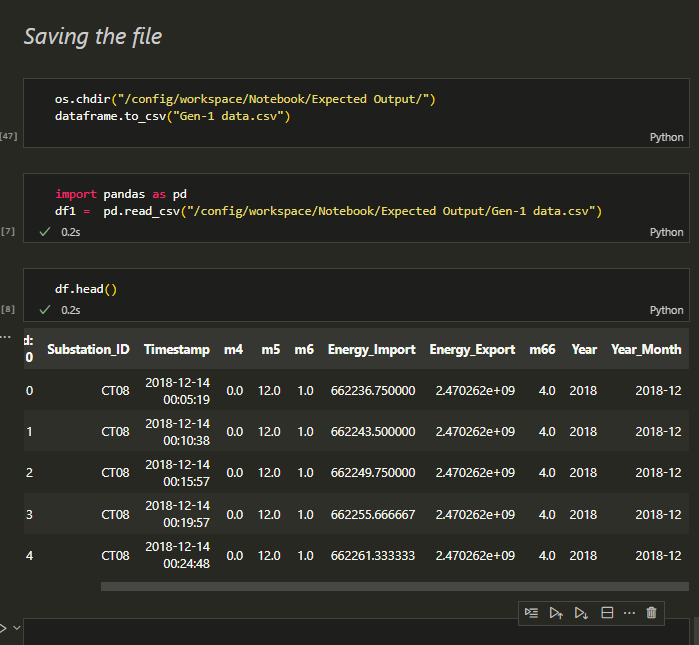 Saving the file
os.chdir("/config/workspace/Notebook/Expected Output/")
dataframe.to_csv("Gen-1 data.csv")
[47]
Python
import pandas as pd
df1 =  pd.read_csv("/config/workspace/Notebook/Expected Output/Gen-1 data.csv")
[7]
0.2s
Python
df.head()
[8]
0.2s
Python
...
d: 0 Substation_ID Timestamp m4 m5 m6 Energy_Import Energy_Export m66 Year Year_Month
0 CT08 2018-12-14 00:05:19 0.0 12.0 1.0 662236.750000 2.470262e+09 4.0 2018 2018-12
1 CT08 2018-12-14 00:10:38 0.0 12.0 1.0 662243.500000 2.470262e+09 4.0 2018 2018-12
2 CT08 2018-12-14 00:15:57 0.0 12.0 1.0 662249.750000 2.470262e+09 4.0 2018 2018-12
3 CT08 2018-12-14 00:19:57 0.0 12.0 1.0 662255.666667 2.470262e+09 4.0 2018 2018-12
4 CT08 2018-12-14 00:24:48 0.0 12.0 1.0 662261.333333 2.470262e+09 4.0 2018 2018-12